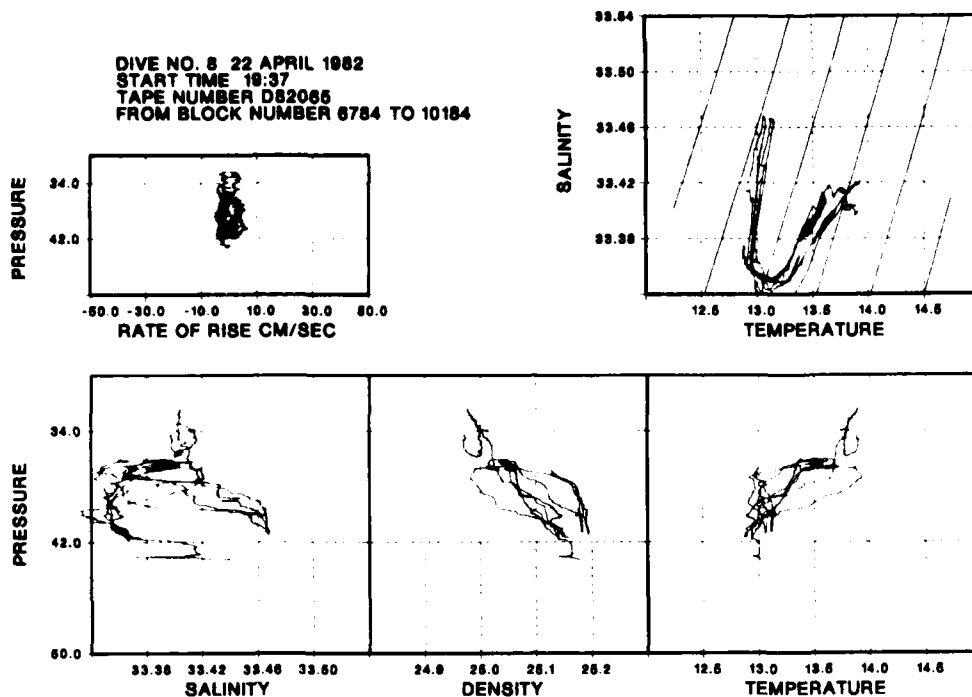 DIVE NO. 8 22 APRIL 1982
START TIME 19:37
TAPE NUMBER D82065
FROM BLOCK NUMBER 6784 TO 10184
PRESSURE
34.0
42.0
-50.0 -30.0 -10.0 10.0 30.0 50.0
RATE OF RISE CM/SEC
SALINITY
33.54
33.50
33.46
33.42
33.38
12.5 13.0 13.5 14.0 14.5
TEMPERATURE
PRESSURE
34.0
42.0
50.0
33.38 33.42 33.46 33.50
SALINITY
24.9 25.0 25.1 25.2
DENSITY
12.5 13.0 13.5 14.0 14.5
TEMPERATURE